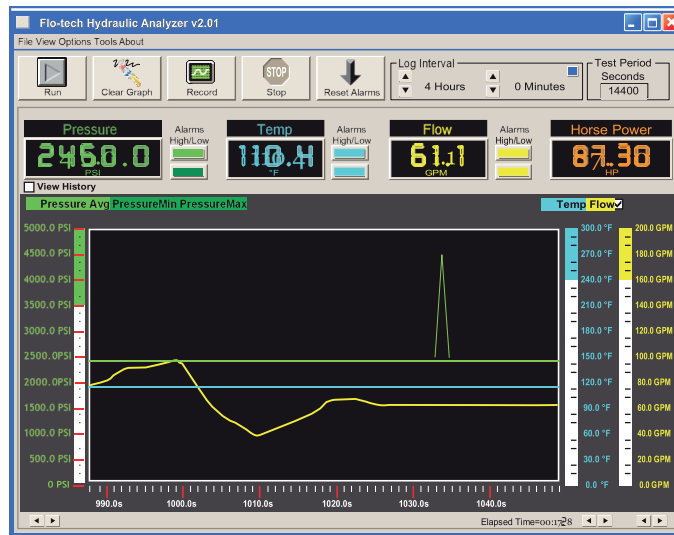 Flo-tech Hydraulic Analyzer v2.01
File View Options Tools About
Run
Clear Graph
Record
STOP
Stop
Reset Alarms
Log Interval
4 Hours
0 Minutes
Test Period
Seconds
14400
Pressure
PSI
Alarms
High/Low
Temp
°F
Alarms
High/Low
Flow
GPM
Alarms
High/Low
Horse Power
87.30
HP
View History
Pressure Avg PressureMin PressureMax
Temp Flow
5000.0 PSI 300.0 °F 200.0 GPM
4500.0 PSI 270.0 °F 180.0 GPM
4000.0 PSI 240.0 °F 160.0 GPM
3500.0 PSI 210.0 °F 140.0 GPM
3000.0 PSI 180.0 °F 120.0 GPM
2500.0PSI 150.0 °F 100.0 GPM
2000.0 PSI 120.0 °F 80.0 GPM
1500.0 PSI 90.0 °F 60.0 GPM
1000.0 PSI 60.0 °F 40.0 GPM
500.0 PSI 30.0 °F 20.0 GPM
0 PSI 0.0 °F 0.0 GPM
990.0s 1000.0s 1010.0s 1020.0s 1030.0s 1040.0s
Elapsed Time=